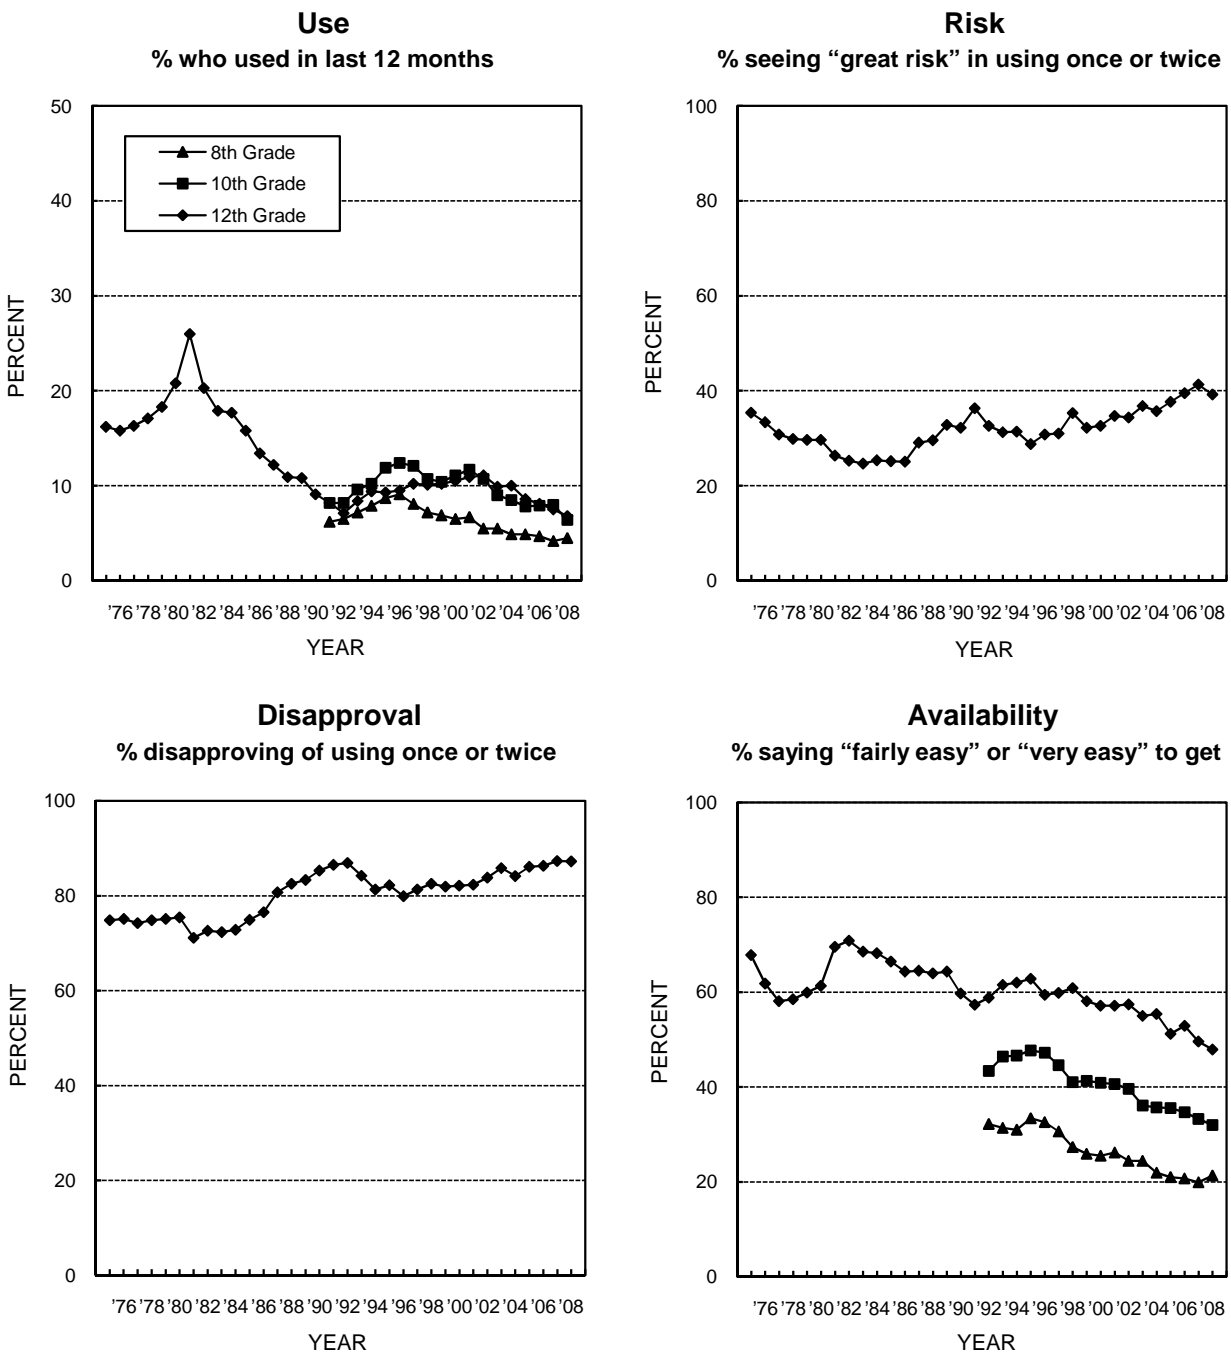 Use
% who used in last 12 months
50
40
30
20
10
0
PERCENT
8th Grade
10th Grade
12th Grade
’76 ’78 ’80 ’82 ’84 ’86 ’88 ’90 ’92 ’94 ’96 ’98 ’00 ’02 ’04 ’06 ’08
YEAR
Risk
% seeing “great risk” in using once or twice
100
80
60
40
20
0
PERCENT
’76 ’78 ’80 ’82 ’84 ’86 ’88 ’90 ’92 ’94 ’96 ’98 ’00 ’02 ’04 ’06 ’08
YEAR
Disapproval
% disapproving of using once or twice
100
80
60
40
20
0
PERCENT
’76 ’78 ’80 ’82 ’84 ’86 ’88 ’90 ’92 ’94 ’96 ’98 ’00 ’02 ’04 ’06 ’08
YEAR
Availability
% saying “fairly easy” or “very easy” to get
100
80
60
40
20
0
PERCENT
’76 ’78 ’80 ’82 ’84 ’86 ’88 ’90 ’92 ’94 ’96 ’98 ’00 ’02 ’04 ’06 ’08
YEAR